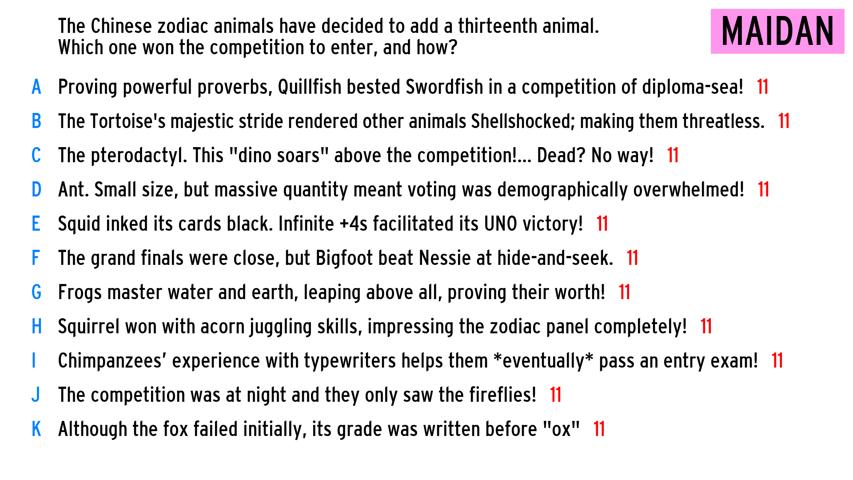 The Chinese zodiac animals have decided to add a thirteenth animal.
Which one won the competition to enter, and how?
MAIDAN
A Proving powerful proverbs, Quillfish bested Swordfish in a competition of diploma-sea! 11
B The Tortoise's majestic stride rendered other animals Shellshocked; making them threatless. 11
C The pterodactyl. This "dino soars" above the competition!... Dead? No way! 11
D Ant. Small size, but massive quantity meant voting was demographically overwhelmed! 11
E Squid inked its cards black. Infinite +4s facilitated its UNO victory! 11
F The grand finals were close, but Bigfoot beat Nessie at hide-and-seek. 11
G Frogs master water and earth, leaping above all, proving their worth! 11
H Squirrel won with acorn juggling skills, impressing the zodiac panel completely! 11
I Chimpanzees’ experience with typewriters helps them *eventually* pass an entry exam! 11
J The competition was at night and they only saw the fireflies! 11
K Although the fox failed initially, its grade was written before "ox" 11